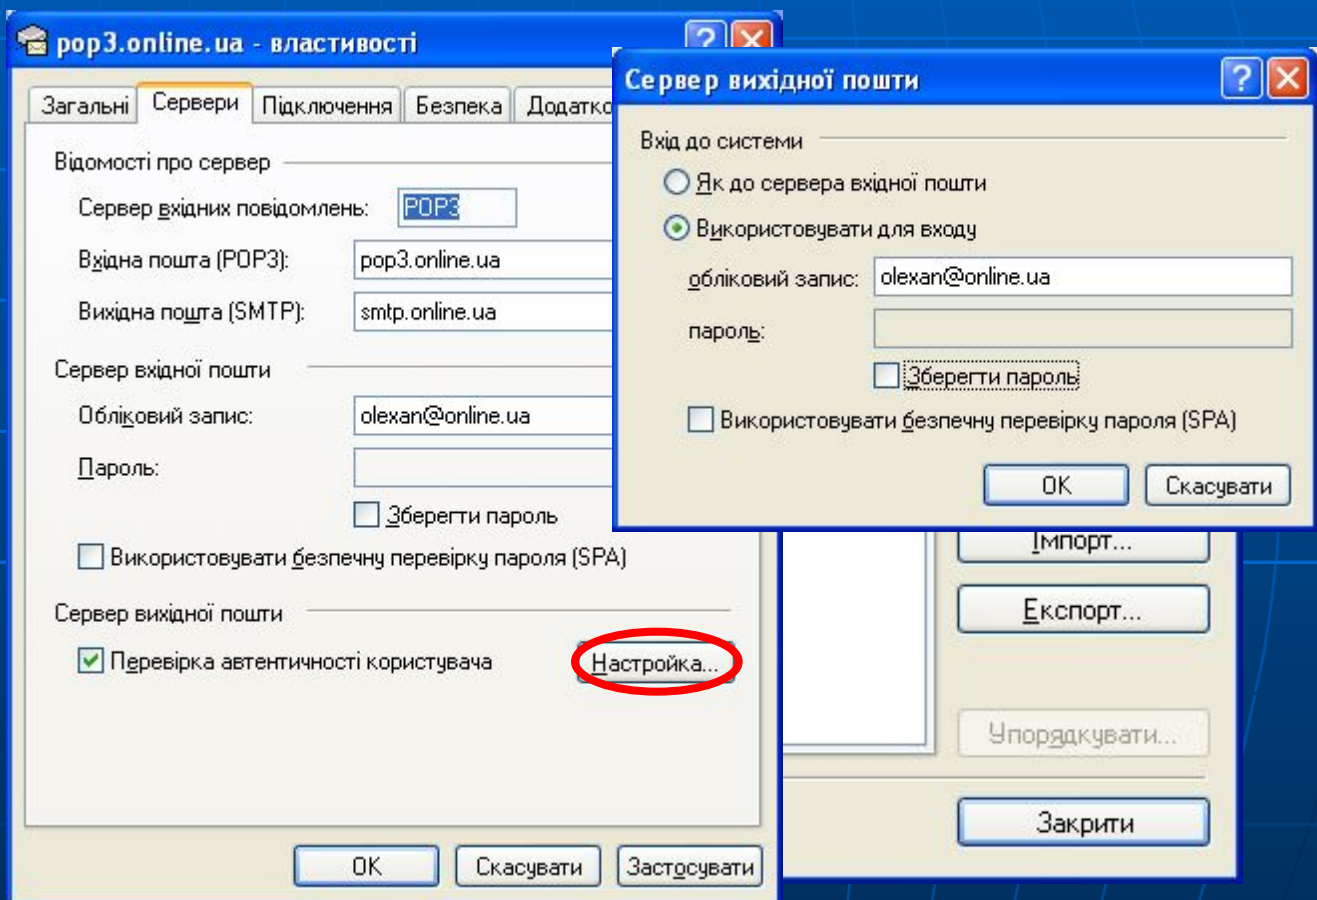 pop3.online.ua - властивості
Загальні Сервери Підключення Безпека Додатко
Відомості про сервер
Сервер вхідних повідомлень: POP3
Вхідна пошта (POP3): pop3.online.ua
Вихідна пошта (SMTP): smtp.online.ua
Сервер вхідної пошти
Обліковий запис: olexan@online.ua
Пароль:
Зберегти пароль
Використовувати безпечну перевірку пароля (SPA)
Сервер вихідної пошти
Перевірка автентичності користувача Настройка...
ОК Скасувати Застосувати
Сервер вихідної пошти
Вхід до системи
Як до сервера вхідної пошти
Використовувати для входу
обліковий запис: olexan@online.ua
пароль:
Зберегти пароль
Використовувати безпечну перевірку пароля (SPA)
ОК Скасувати
Імпорт...
Експорт...
Упорядкувати...
Закрити